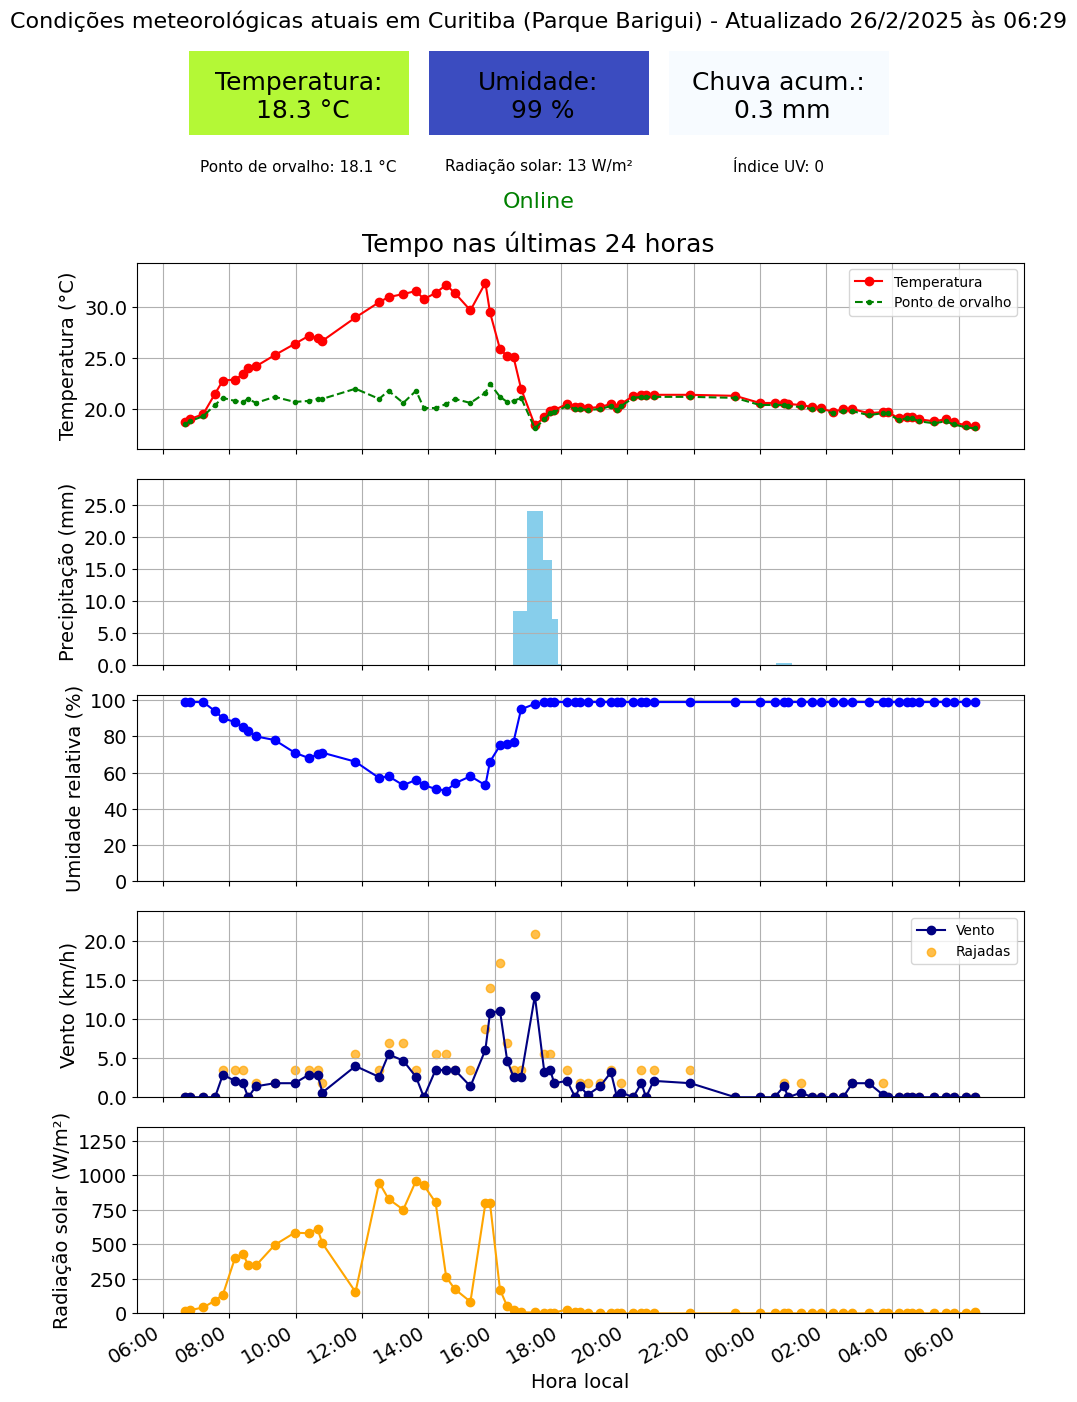 Condições meteorológicas atuais em Curitiba (Parque Barigui) - Atualizado 26/2/2025 às 06:29
Temperatura:
18.3 °C
Umidade:
99 %
Chuva acum.:
0.3 mm
Ponto de orvalho: 18.1 °C
Radiação solar: 13 W/m²
Índice UV: 0
Online
Tempo nas últimas 24 horas
Temperatura (°C)
30.0
25.0
20.0
Temperatura
Ponto de orvalho
Precipitação (mm)
25.0
20.0
15.0
10.0
5.0
0.0
Umidade relativa (%)
100
80
60
40
20
0
Vento (km/h)
20.0
15.0
10.0
5.0
0.0
Vento
Rajadas
Radiação solar (W/m²)
1250
1000
750
500
250
0
06:00 08:00 10:00 12:00 14:00 16:00 18:00 20:00 22:00 00:00 02:00 04:00 06:00
Hora local